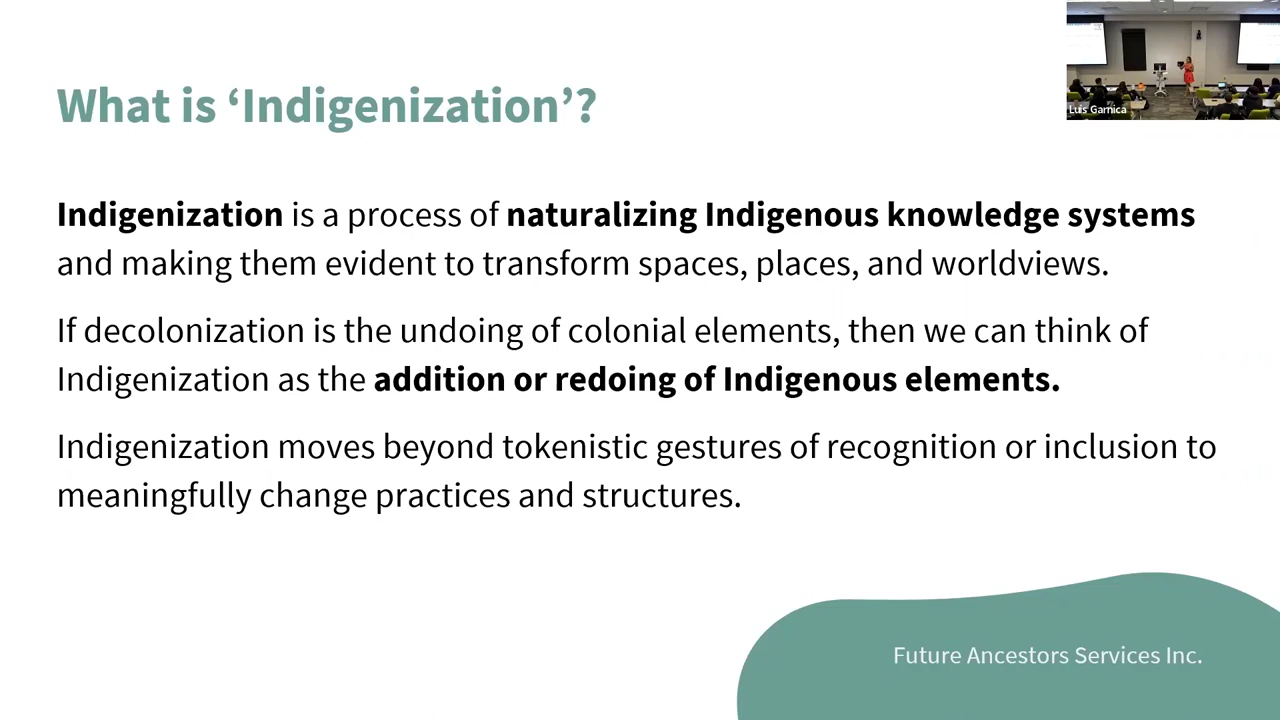 What is ‘Indigenization’?
Luis Garnica
Indigenization is a process of naturalizing Indigenous knowledge systems
and making them evident to transform spaces, places, and worldviews.
If decolonization is the undoing of colonial elements, then we can think of
Indigenization as the addition or redoing of Indigenous elements.
Indigenization moves beyond tokenistic gestures of recognition or inclusion to
meaningfully change practices and structures.
Future Ancestors Services Inc.